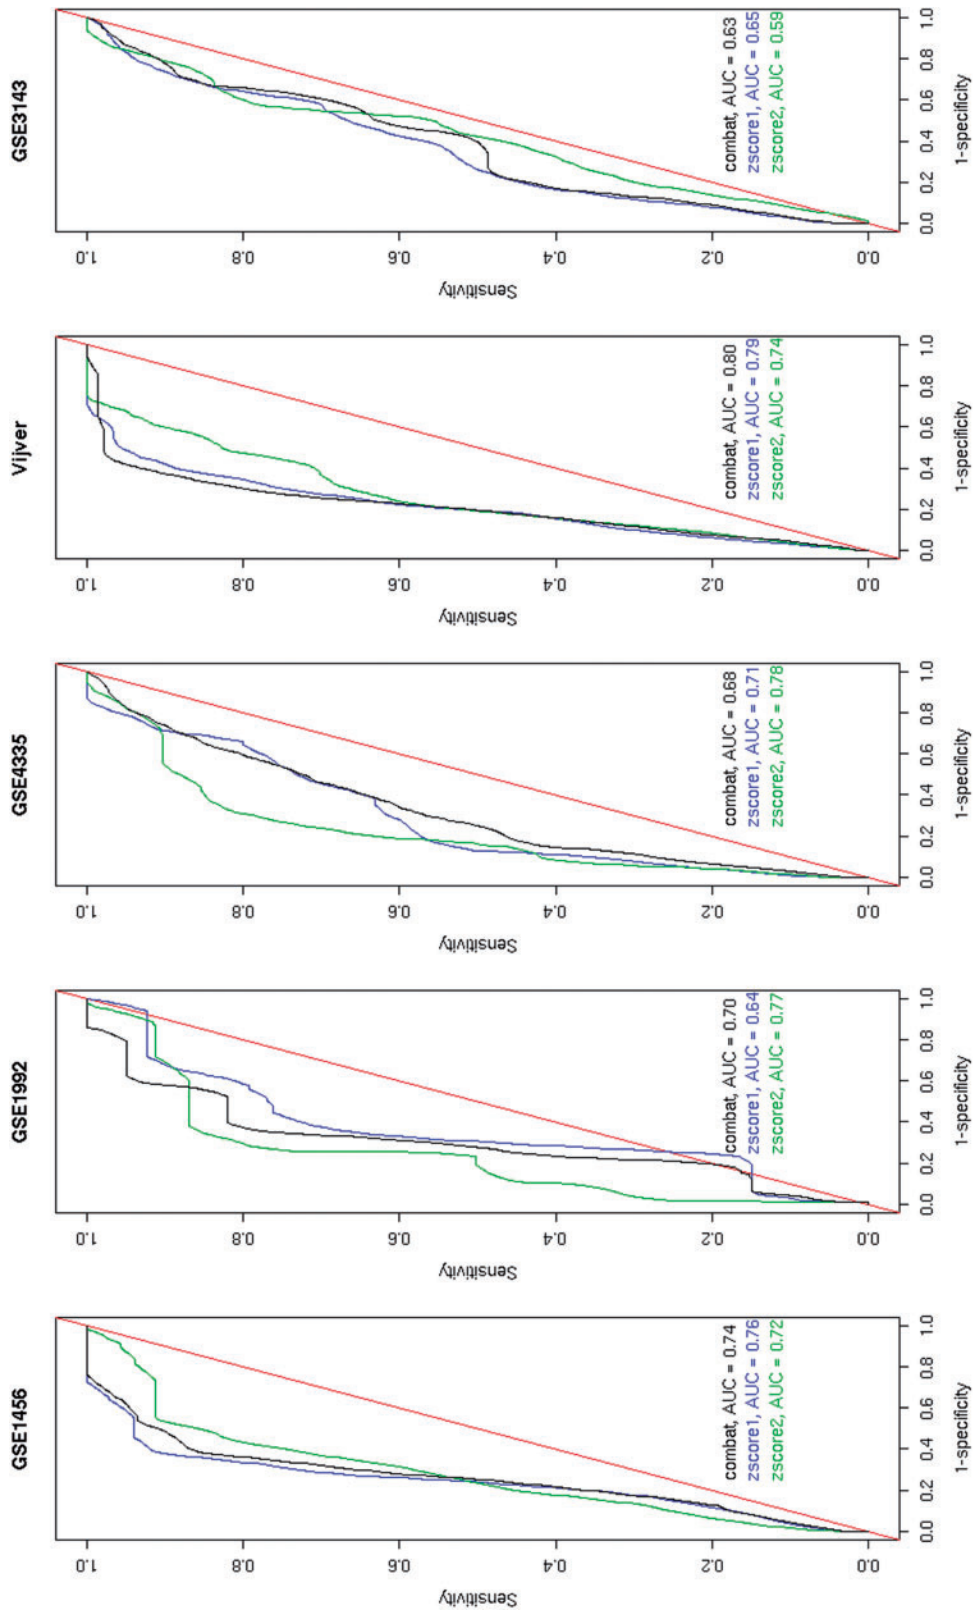 GSE1456
Sensitivity
1.0
0.8
0.6
0.4
0.2
0.0
combat, AUC = 0.74
zscore1, AUC = 0.76
zscore2, AUC = 0.72
0.0 0.2 0.4 0.6 0.8 1.0
1-specificity
GSE1992
Sensitivity
1.0
0.8
0.6
0.4
0.2
0.0
combat, AUC = 0.70
zscore1, AUC = 0.64
zscore2, AUC = 0.77
0.0 0.2 0.4 0.6 0.8 1.0
1-specificity
GSE4335
Sensitivity
1.0
0.8
0.6
0.4
0.2
0.0
combat, AUC = 0.68
zscore1, AUC = 0.71
zscore2, AUC = 0.78
0.0 0.2 0.4 0.6 0.8 1.0
1-specificity
Vijver
Sensitivity
1.0
0.8
0.6
0.4
0.2
0.0
combat, AUC = 0.80
zscore1, AUC = 0.79
zscore2, AUC = 0.74
0.0 0.2 0.4 0.6 0.8 1.0
1-specificity
GSE3143
Sensitivity
1.0
0.8
0.6
0.4
0.2
0.0
combat, AUC = 0.63
zscore1, AUC = 0.65
zscore2, AUC = 0.59
0.0 0.2 0.4 0.6 0.8 1.0
1-specificity